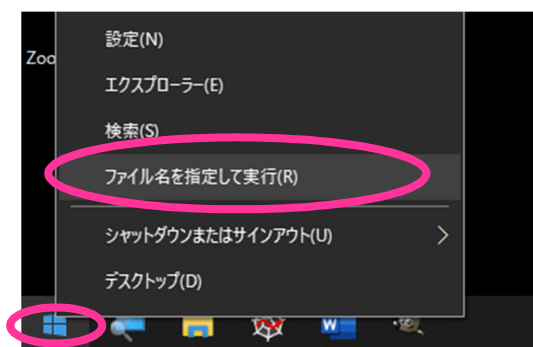 設定(N)
Zoo
エクスプローラー(E)
検索(S)
ファイル名を指定して実行(R)
シャットダウンまたはサインアウト(U)
デスクトップ(D)
W